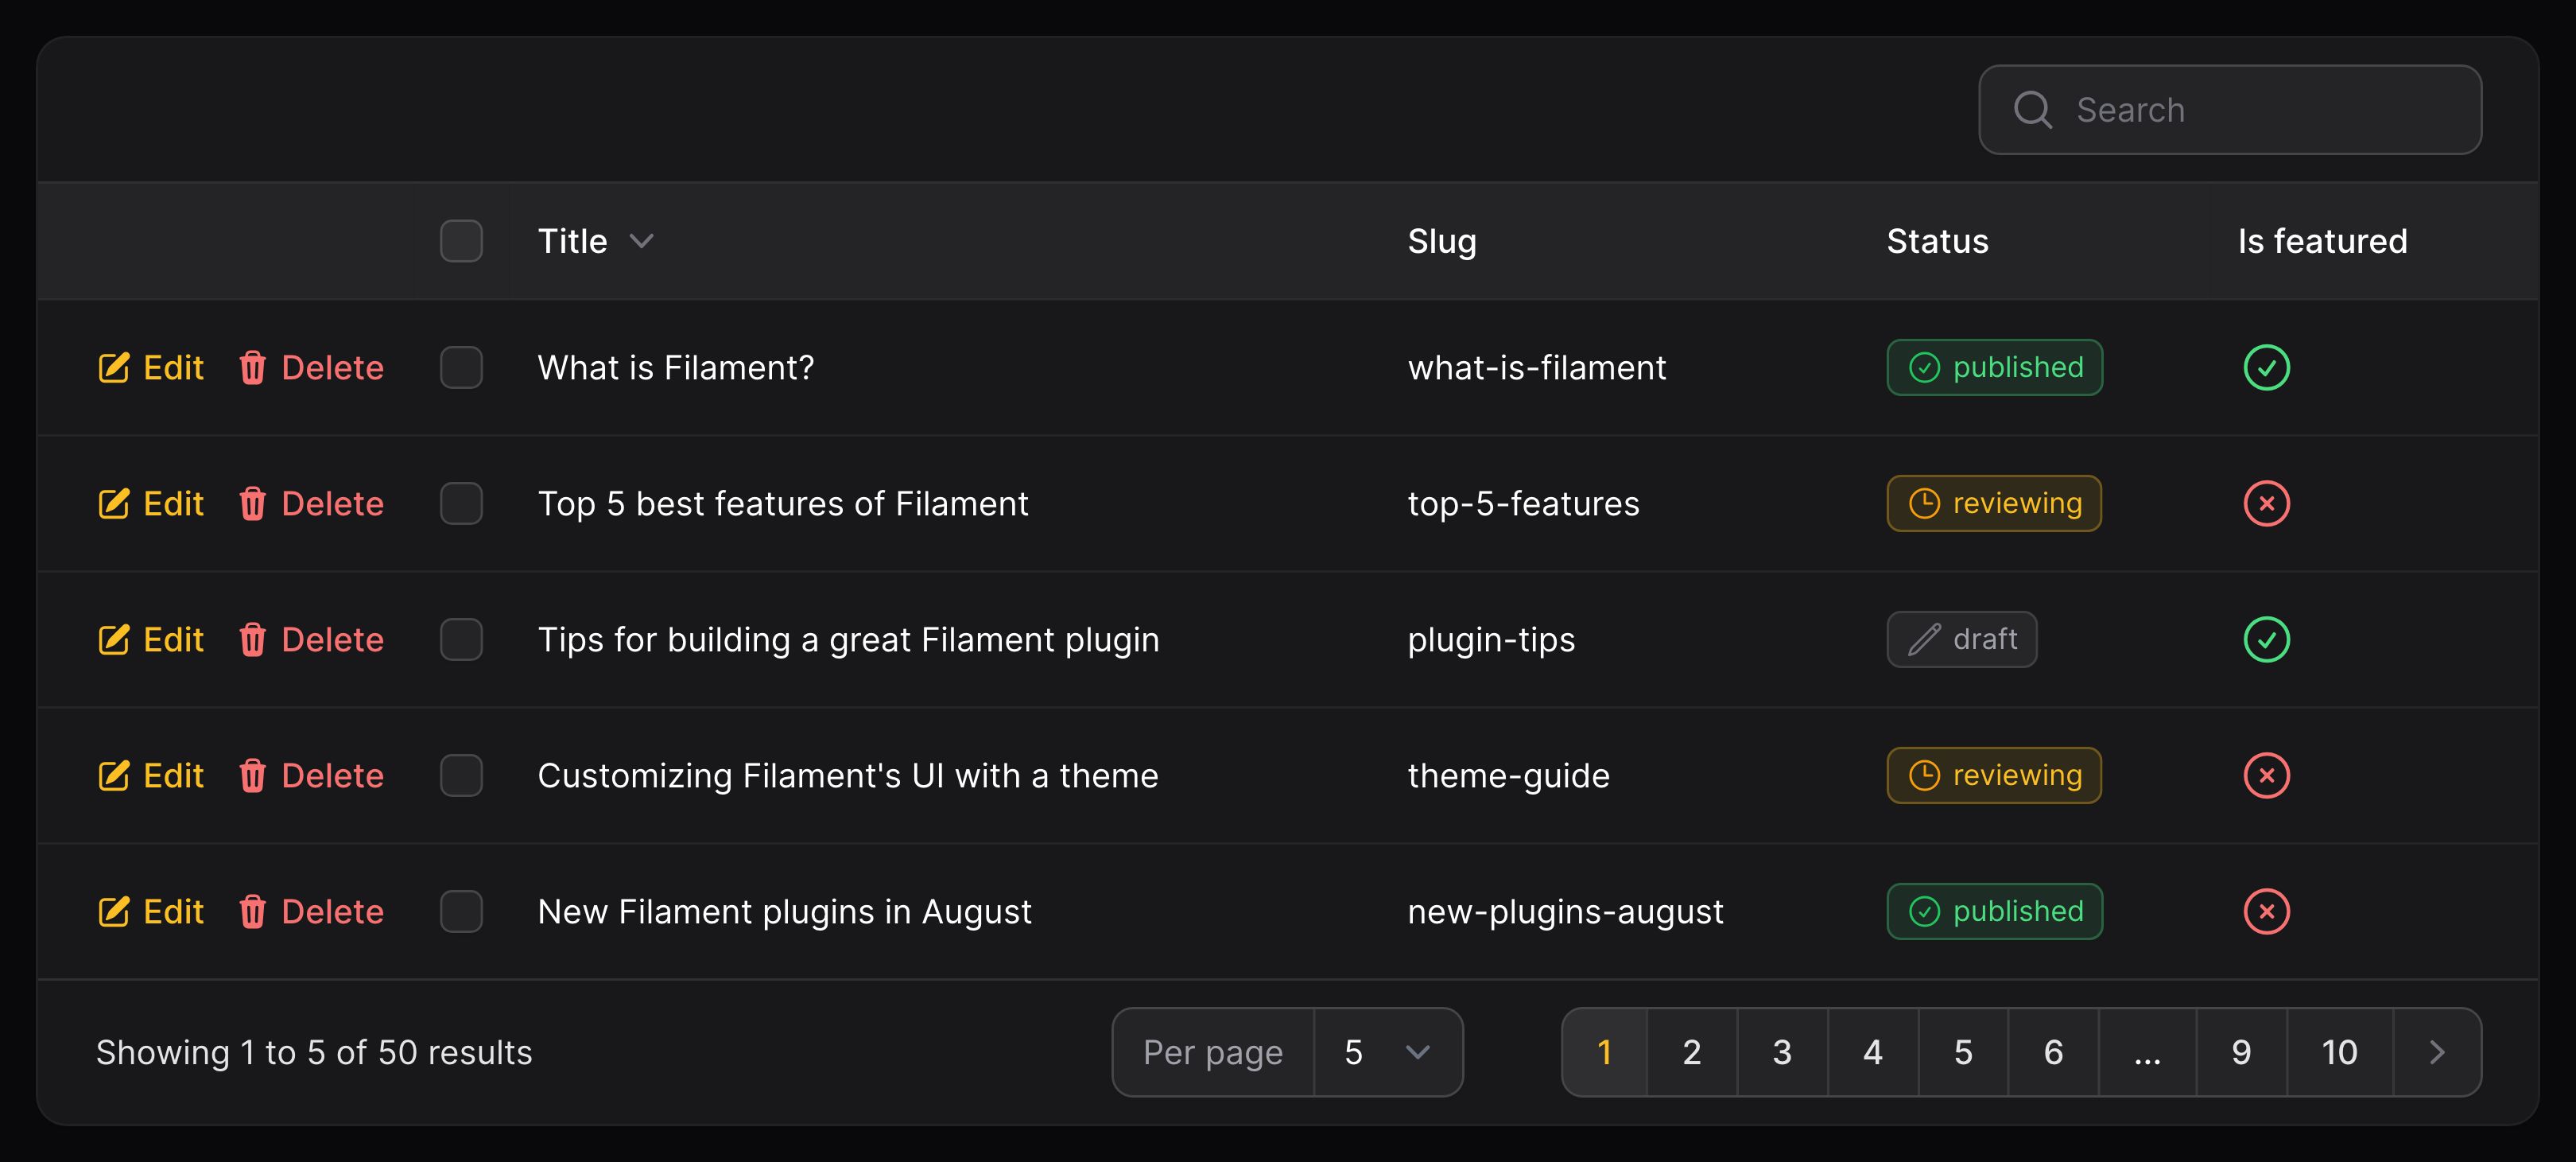 Search
Title Slug Status Is featured
Edit Delete What is Filament? what-is-filament published
Edit Delete Top 5 best features of Filament top-5-features reviewing
Edit Delete Tips for building a great Filament plugin plugin-tips draft
Edit Delete Customizing Filament's UI with a theme theme-guide reviewing
Edit Delete New Filament plugins in August new-plugins-august published
Showing 1 to 5 of 50 results Per page 5 1 2 3 4 5 6 ... 9 10